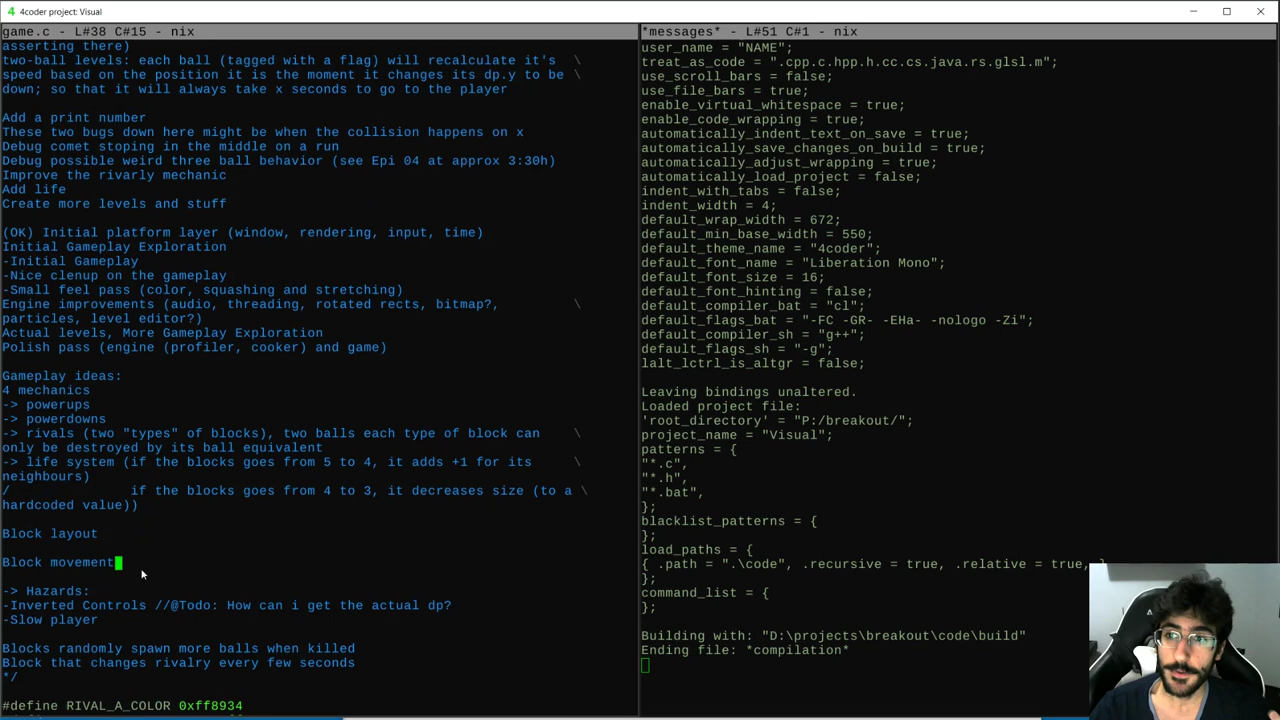 4coder project: Visual
game.c - L#38 C#15 - nix
asserting there)
two-ball levels: each ball (tagged with a flag) will recalculate it's \
speed based on the position it is the moment it changes its dp.y to be \
down; so that it will always take x seconds to go to the player
Add a print number
These two bugs down here might be when the collision happens on x
Debug comet stoping in the middle on a run
Debug possible weird three ball behavior (see Epi 04 at approx 3:30h)
Improve the rivarly mechanic
Add life
Create more levels and stuff
(OK) Initial platform layer (window, rendering, input, time)
Initial Gameplay Exploration
-Initial Gameplay
-Nice clenup on the gameplay
-Small feel pass (color, squashing and stretching)
Engine improvements (audio, threading, rotated rects, bitmap?, \
particles, level editor?)
Actual levels, More Gameplay Exploration
Polish pass (engine (profiler, cooker) and game)
Gameplay ideas:
4 mechanics
-> powerups
-> powerdowns
-> rivals (two "types" of blocks), two balls each type of block can \
only be destroyed by its ball equivalent
-> life system (if the blocks goes from 5 to 4, it adds +1 for its \
neighbours)
/ if the blocks goes from 4 to 3, it decreases size (to a \
hardcoded value))
Block layout
Block movement
-> Hazards:
-Inverted Controls //@Todo: How can i get the actual dp?
-Slow player
Blocks randomly spawn more balls when killed
Block that changes rivalry every few seconds
*/
#define RIVAL_A_COLOR 0xff8934
*messages* - L#51 C#1 - nix
user_name = "NAME";
treat_as_code = ".cpp.c.hpp.h.cc.cs.java.rs.glsl.m";
use_scroll_bars = false;
use_file_bars = true;
enable_virtual_whitespace = true;
enable_code_wrapping = true;
automatically_indent_text_on_save = true;
automatically_save_changes_on_build = true;
automatically_adjust_wrapping = true;
automatically_load_project = false;
indent_with_tabs = false;
indent_width = 4;
default_wrap_width = 672;
default_min_base_width = 550;
default_theme_name = "4coder";
default_font_name = "Liberation Mono";
default_font_size = 16;
default_font_hinting = false;
default_compiler_bat = "cl";
default_flags_bat = "-FC -GR- -EHa- -nologo -Zi";
default_compiler_sh = "g++";
default_flags_sh = "-g";
lalt_lctrl_is_altgr = false;
Leaving bindings unaltered.
Loaded project file:
'root_directory' = "P:/breakout/";
project_name = "Visual";
patterns = {
"*.c",
"*.h",
"*.bat",
};
blacklist_patterns = {
};
load_paths = {
{ .path = ".\code", .recursive = true, .relative = true, }
};
command_list = {
};
Building with: "D:\projects\breakout\code\build"
Ending file: *compilation*